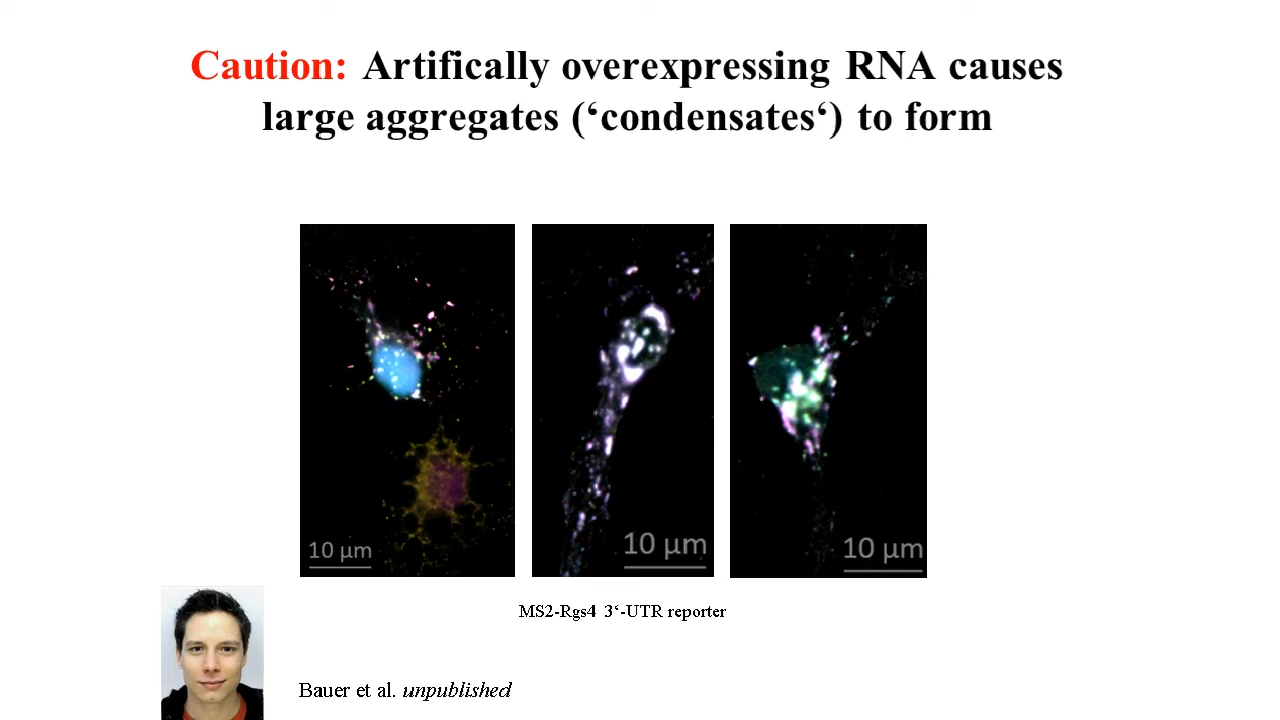 Caution: Artifically overexpressing RNA causes
large aggregates (‘condensates‘) to form
10 µm
10 µm
10 µm
MS2-Rgs4 3‘-UTR reporter
Bauer et al. unpublished